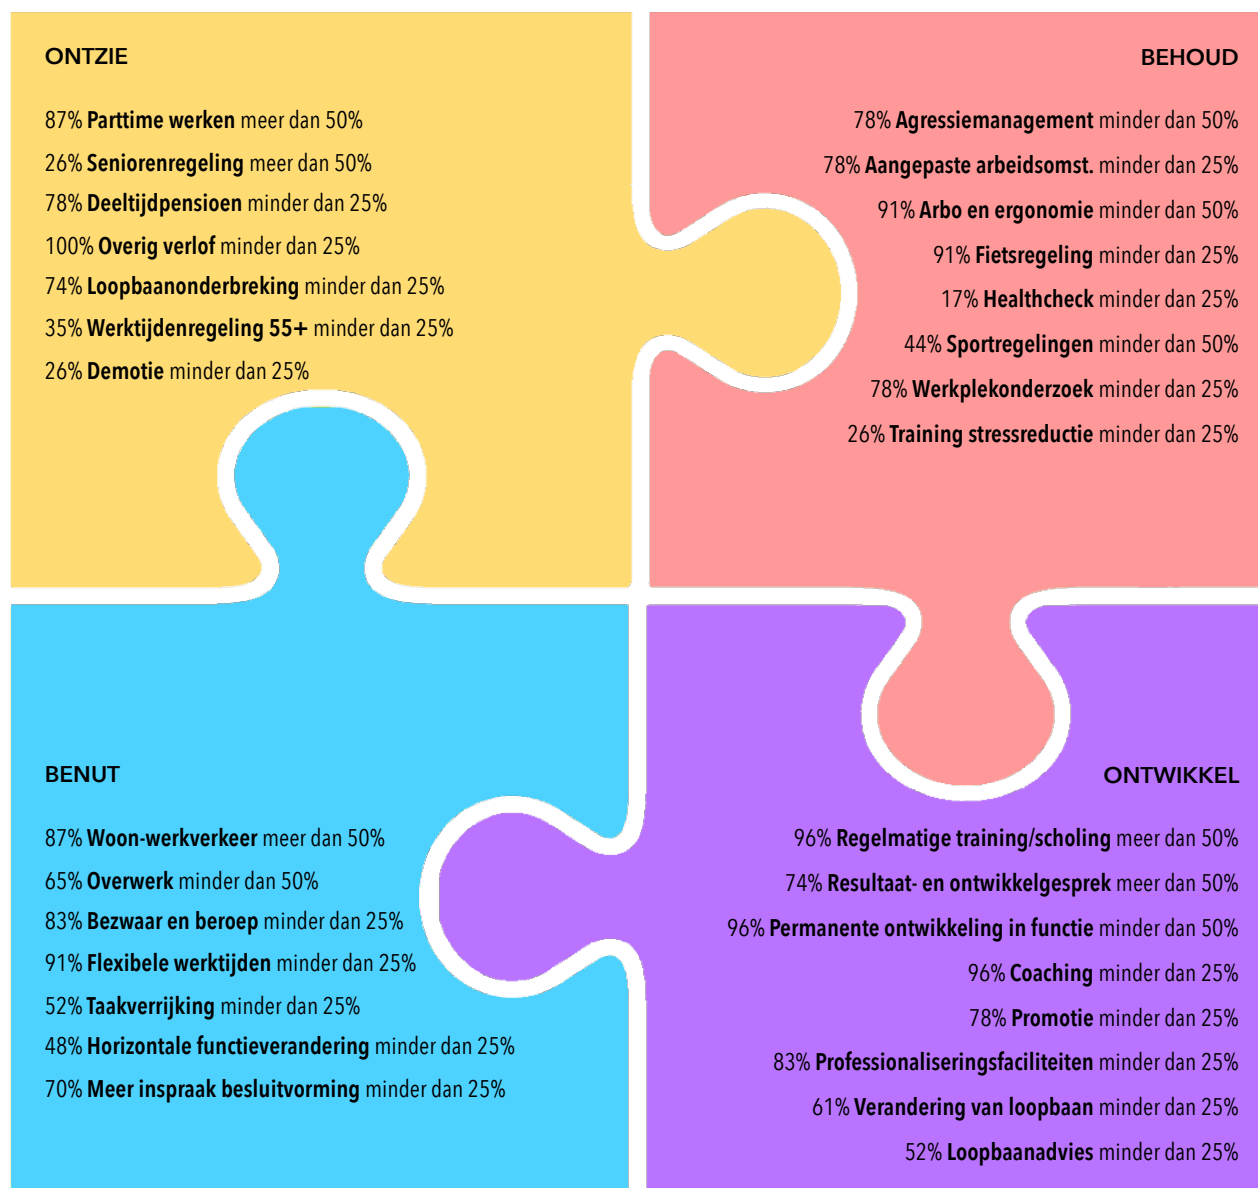 ONTZIE
87% Parttime werken meer dan 50%
26% Seniorenregeling meer dan 50%
78% Deeltijdpensioen minder dan 25%
100% Overig verlof minder dan 25%
74% Loopbaanonderbreking minder dan 25%
35% Werktijdenregeling 55+ minder dan 25%
26% Demotie minder dan 25%
BEHOUD
78% Agressiemanagement minder dan 50%
78% Aangepaste arbeidsomst. minder dan 25%
91% Arbo en ergonomie minder dan 50%
91% Fietsregeling minder dan 25%
17% Healthcheck minder dan 25%
44% Sportregelingen minder dan 50%
78% Werkplekonderzoek minder dan 25%
26% Training stressreductie minder dan 25%
BENUT
87% Woon-werkverkeer meer dan 50%
65% Overwerk minder dan 50%
83% Bezwaar en beroep minder dan 25%
91% Flexibele werktijden minder dan 25%
52% Taakverrijking minder dan 25%
48% Horizontale functieverandering minder dan 25%
70% Meer inspraak besluitvorming minder dan 25%
ONTWIKKEL
96% Regelmatige training/scholing meer dan 50%
74% Resultaat- en ontwikkelgesprek meer dan 50%
96% Permanente ontwikkeling in functie minder dan 50%
96% Coaching minder dan 25%
78% Promotie minder dan 25%
83% Professionaliseringsfaciliteiten minder dan 25%
61% Verandering van loopbaan minder dan 25%
52% Loopbaanadvies minder dan 25%